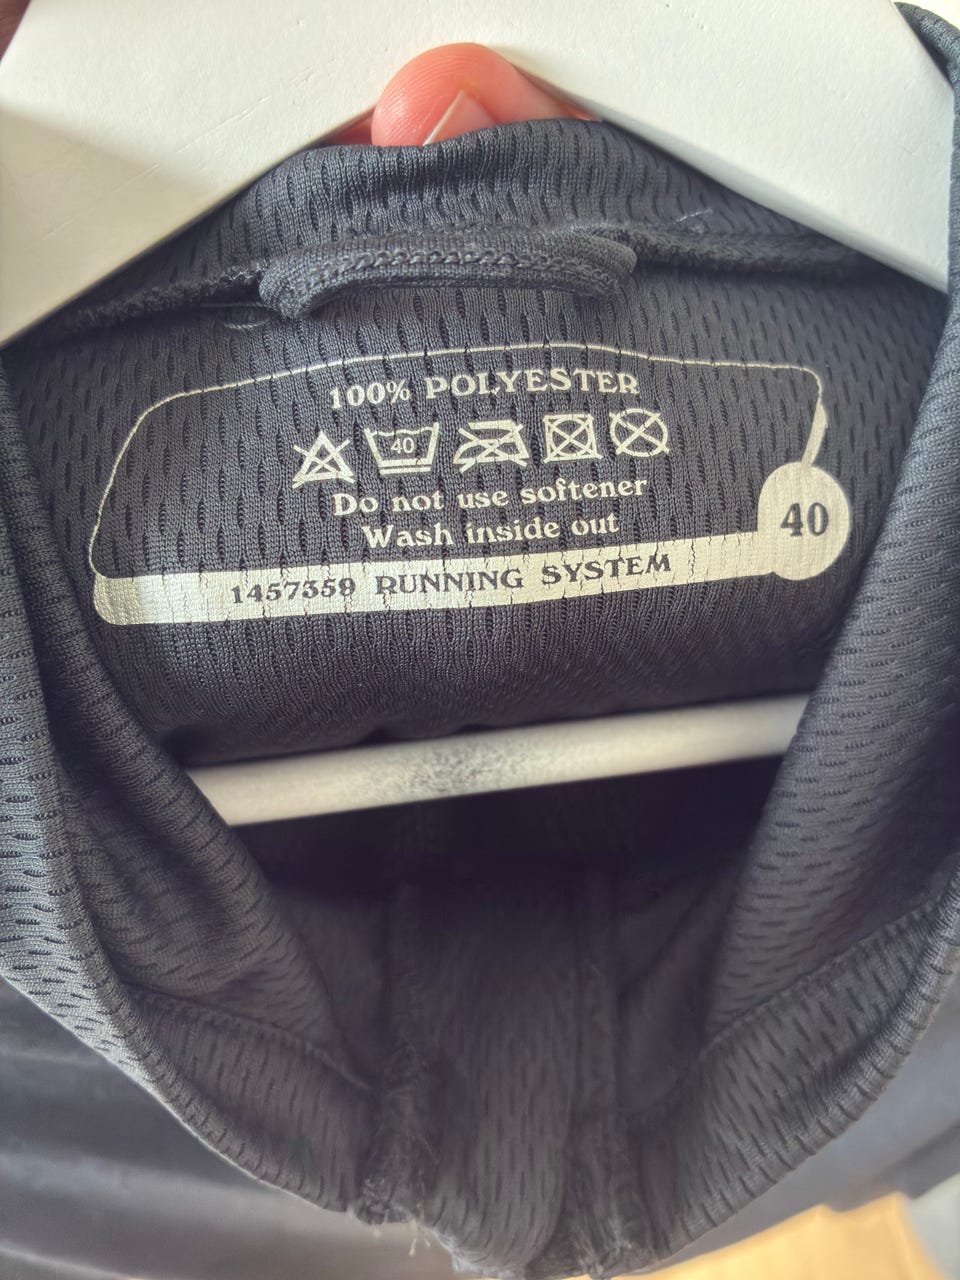 100% POLYESTER
40
Do not use softener
Wash inside out
40
1457359 RUNNING SYSTEM